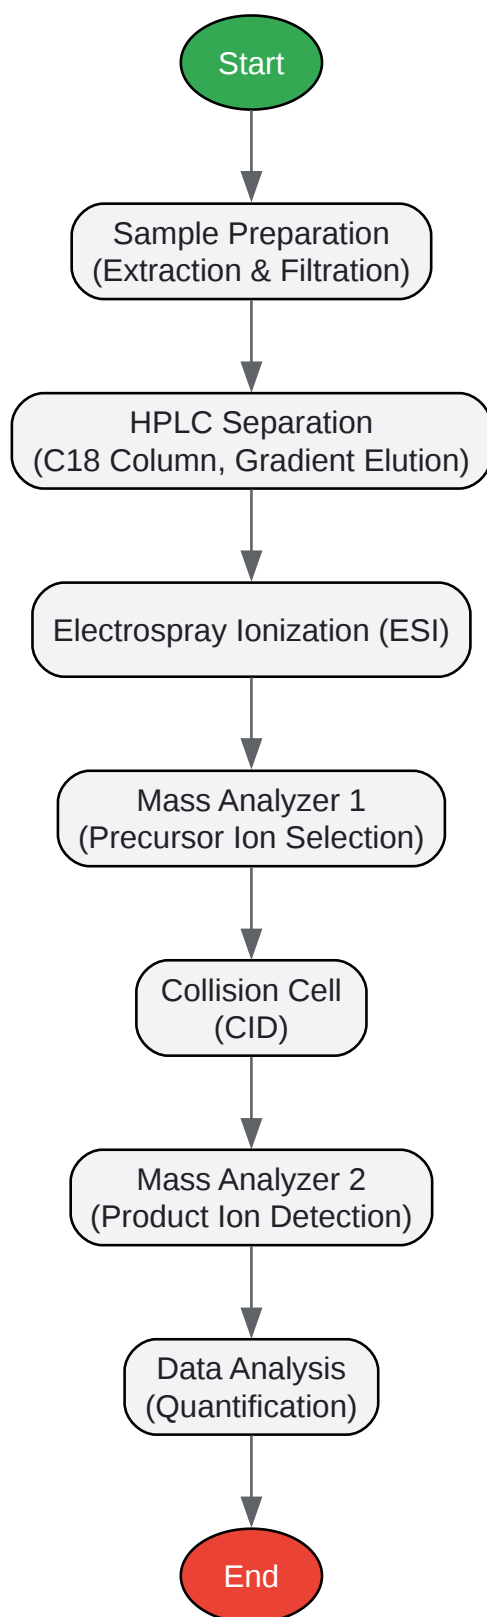 Start
Sample Preparation
(Extraction & Filtration)
HPLC Separation
(C18 Column, Gradient Elution)
Electrospray Ionization (ESI)
Mass Analyzer 1
(Precursor Ion Selection)
Collision Cell
(CID)
Mass Analyzer 2
(Product Ion Detection)
Data Analysis
(Quantification)
End